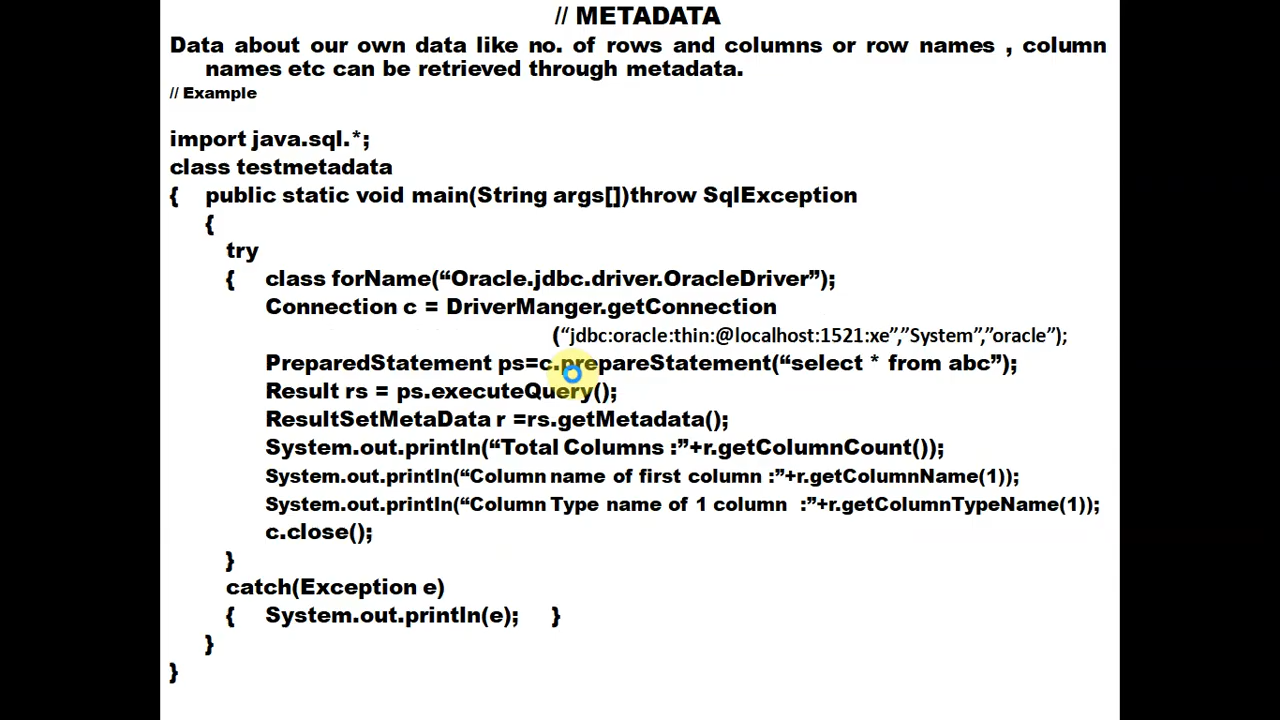 // METADATA
Data about our own data like no. of rows and columns or row names , column
names etc can be retrieved through metadata.
// Example
import java.sql.*;
class testmetadata
{ public static void main(String args[])throw SqlException
{
try
{ class forName(“Oracle.jdbc.driver.OracleDriver”);
Connection c = DriverManger.getConnection
(“jdbc:oracle:thin:@localhost:1521:xe”,”System”,”oracle”);
PreparedStatement ps=c.prepareStatement(“select * from abc”);
Result rs = ps.executeQuery();
ResultSetMetaData r =rs.getMetadata();
System.out.println(“Total Columns :”+r.getColumnCount());
System.out.println(“Column name of first column :”+r.getColumnName(1));
System.out.println(“Column Type name of 1 column :”+r.getColumnTypeName(1));
c.close();
}
catch(Exception e)
{ System.out.println(e); }
}
}